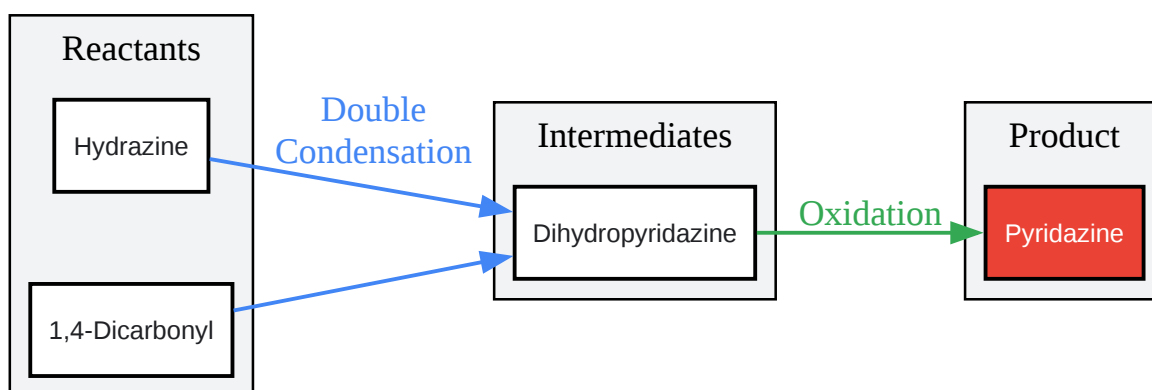 Reactants
Hydrazine
1,4-Dicarbonyl
Double
Condensation
Intermediates
Dihydropyridazine
Oxidation
Product
Pyridazine